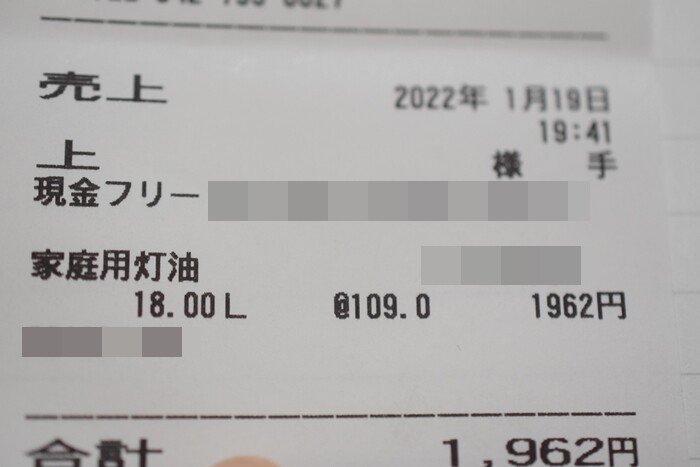 売上
2022年 1月19日
19:41
上 様 手
現金フリー
家庭用灯油
18.00L @109.0 1962円
合計 1,962円